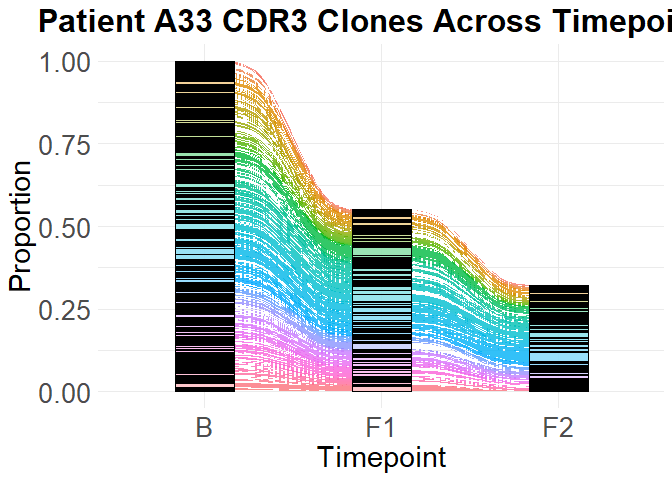 Patient A33 CDR3 Clones Across Timepoi
1.00
0.75
0.50
0.25
0.00
Proportion
B F1 F2
Timepoint